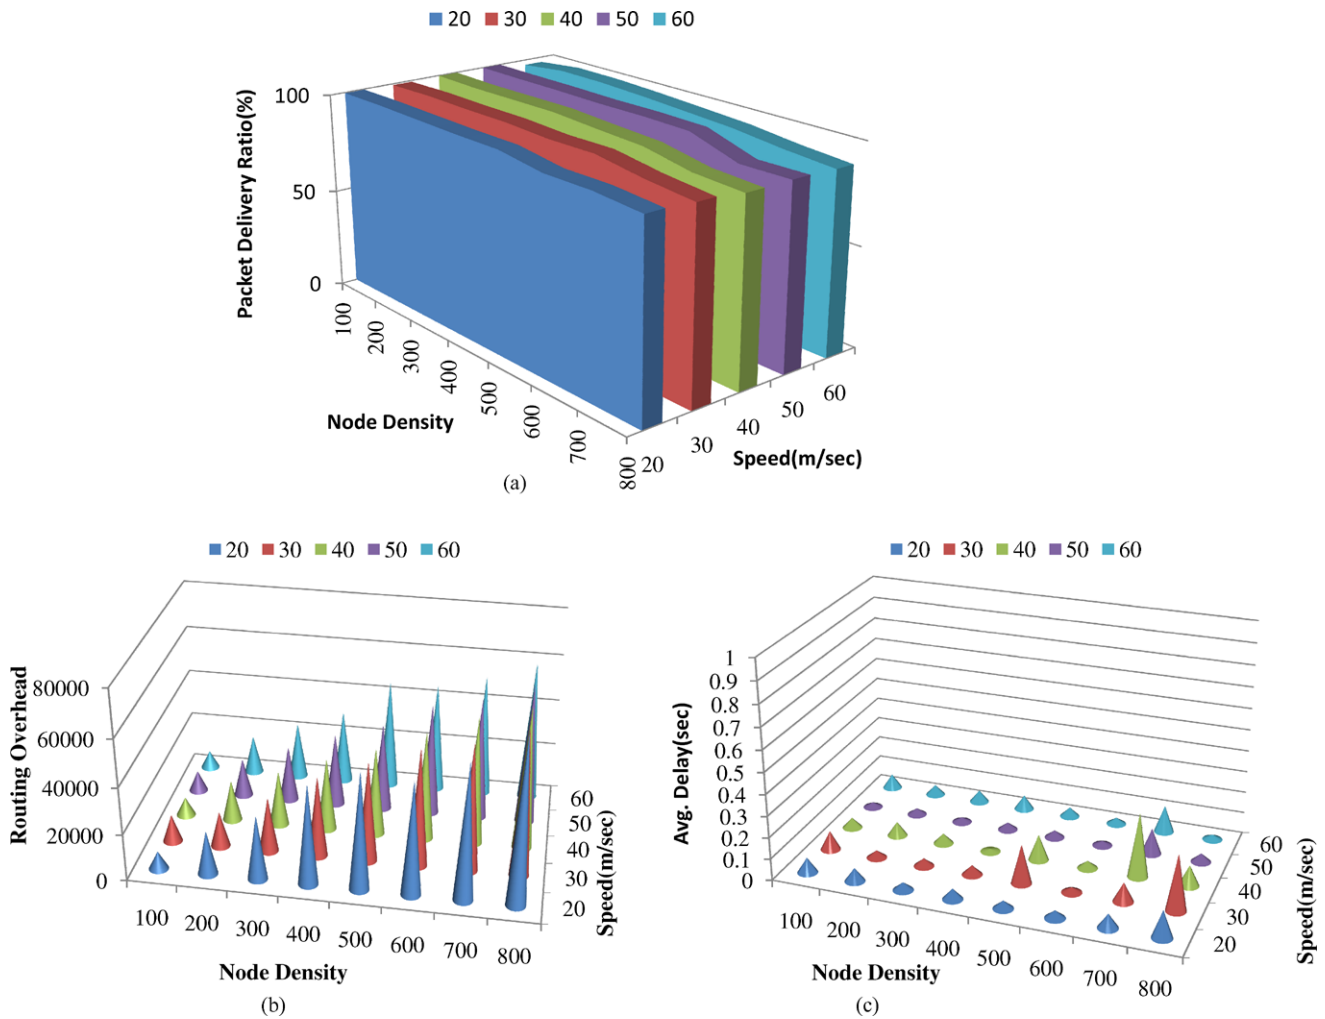 20 30 40 50 60
Packet Delivery Ratio(%)
100
50
0
100 200 300 400 500 600 700 800
Node Density
20 30 40 50 60
Speed(m/sec)
(a)
20 30 40 50 60
Routing Overhead
80000
60000
40000
20000
0
100 200 300 400 500 600 700 800
Node Density
60
50
40
30
20
Speed(m/sec)
(b)
20 30 40 50 60
Avg. Delay(sec)
1
0.9
0.8
0.7
0.6
0.5
0.4
0.3
0.2
0.1
0
100 200 300 400 500 600 700 800
Node Density
60
50
40
30
20
Speed(m/sec)
(c)